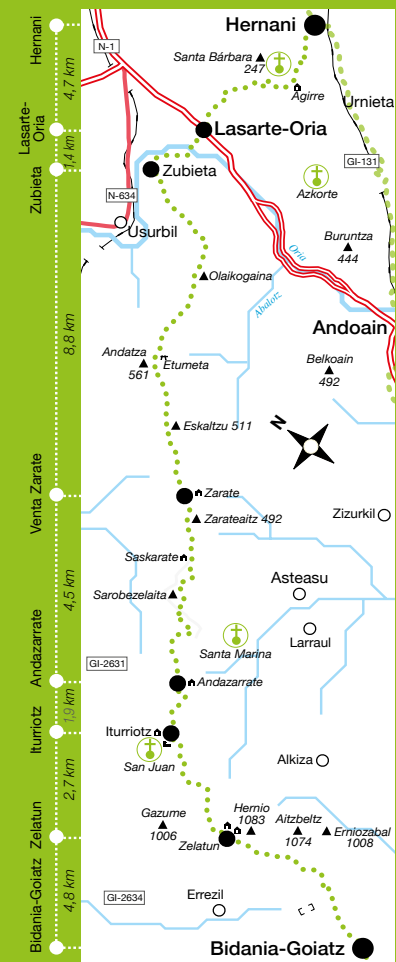 Hernani
4,7 km
Lasarte-
Oria
1,4 km
Zubieta
8,8 km
Venta Zarate
4,5 km
Andazarrate
1,9 km
Iturriotz
2,7 km
Zelatun
4,8 km
Bidania-Goiatz
Hernani
N-1
Santa Bárbara
247
Agirre
Urnieta
Lasarte-Oria
GI-131
Zubieta
Azkorte
N-634
Usurbil
Oria
Buruntza
444
Olaikogaina
Abalotz
Andoain
Andatza
561
Etumeta
Belkoain
492
Eskaltzu 511
N
Zarate
Zarateaitz 492
Zizurkil
Saskarate
Asteasu
Sarobezelaita
Larraul
Santa Marina
GI-2631
Andazarrate
Iturriotz
San Juan
Alkiza
Gazume
1006
Hernio
1083
Aitzbeltz
1074
Erniozabal
1008
Zelatun
GI-2634
Errezil
Bidania-Goiatz